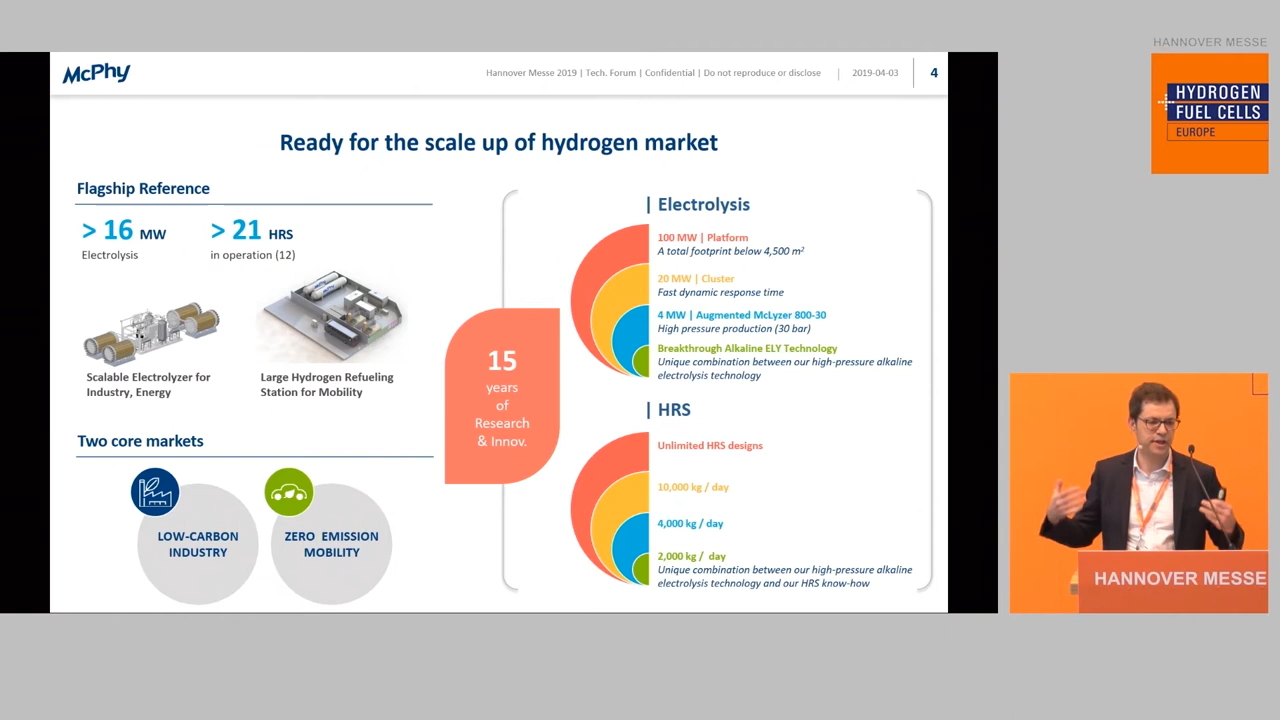 HANNOVER MESSE
HYDROGEN
FUEL CELLS
EUROPE
McPhy
Hannover Messe 2019 | Tech. Forum | Confidential | Do not reproduce or disclose | 2019-04-03 | 4
Ready for the scale up of hydrogen market
Flagship Reference
> 16 MW
Electrolysis
> 21 HRS
in operation (12)
Scalable Electrolyzer for
Industry, Energy
Large Hydrogen Refueling
Station for Mobility
Two core markets
LOW-CARBON
INDUSTRY
ZERO EMISSION
MOBILITY
15
years
of
Research
& Innov.
| Electrolysis
100 MW | Platform
A total footprint below 4,500 m²
20 MW | Cluster
Fast dynamic response time
4 MW | Augmented McLyzer 800-30
High pressure production (30 bar)
Breakthrough Alkaline ELY Technology
Unique combination between our high-pressure alkaline
electrolysis technology
| HRS
Unlimited HRS designs
10,000 kg / day
4,000 kg / day
2,000 kg / day
Unique combination between our high-pressure alkaline
electrolysis technology and our HRS know-how
HANNOVER MESSE